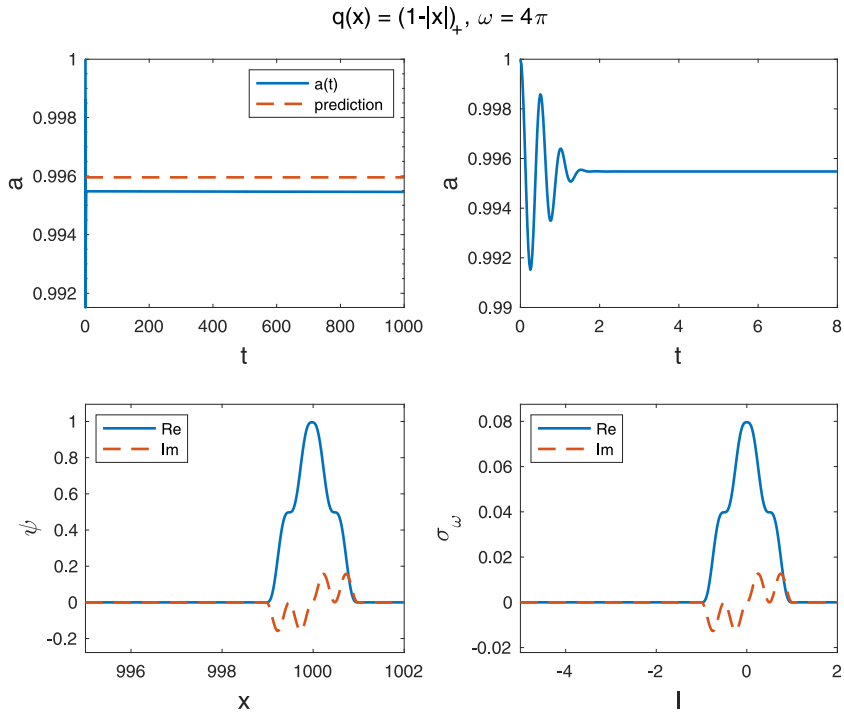 q(x) = (1-|x|)₊, ω = 4π
1
0.998
0.996
0.994
0.992
a
a(t)
prediction
0
200
400
600
800
1000
t
1
0.998
0.996
0.994
0.992
0.99
a
0
2
4
6
8
t
1
0.8
0.6
0.4
0.2
0
-0.2
ψ
Re
Im
996
998
1000
1002
x
0.08
0.06
0.04
0.02
0
-0.02
σ_ω
Re
Im
-4
-2
0
2
l